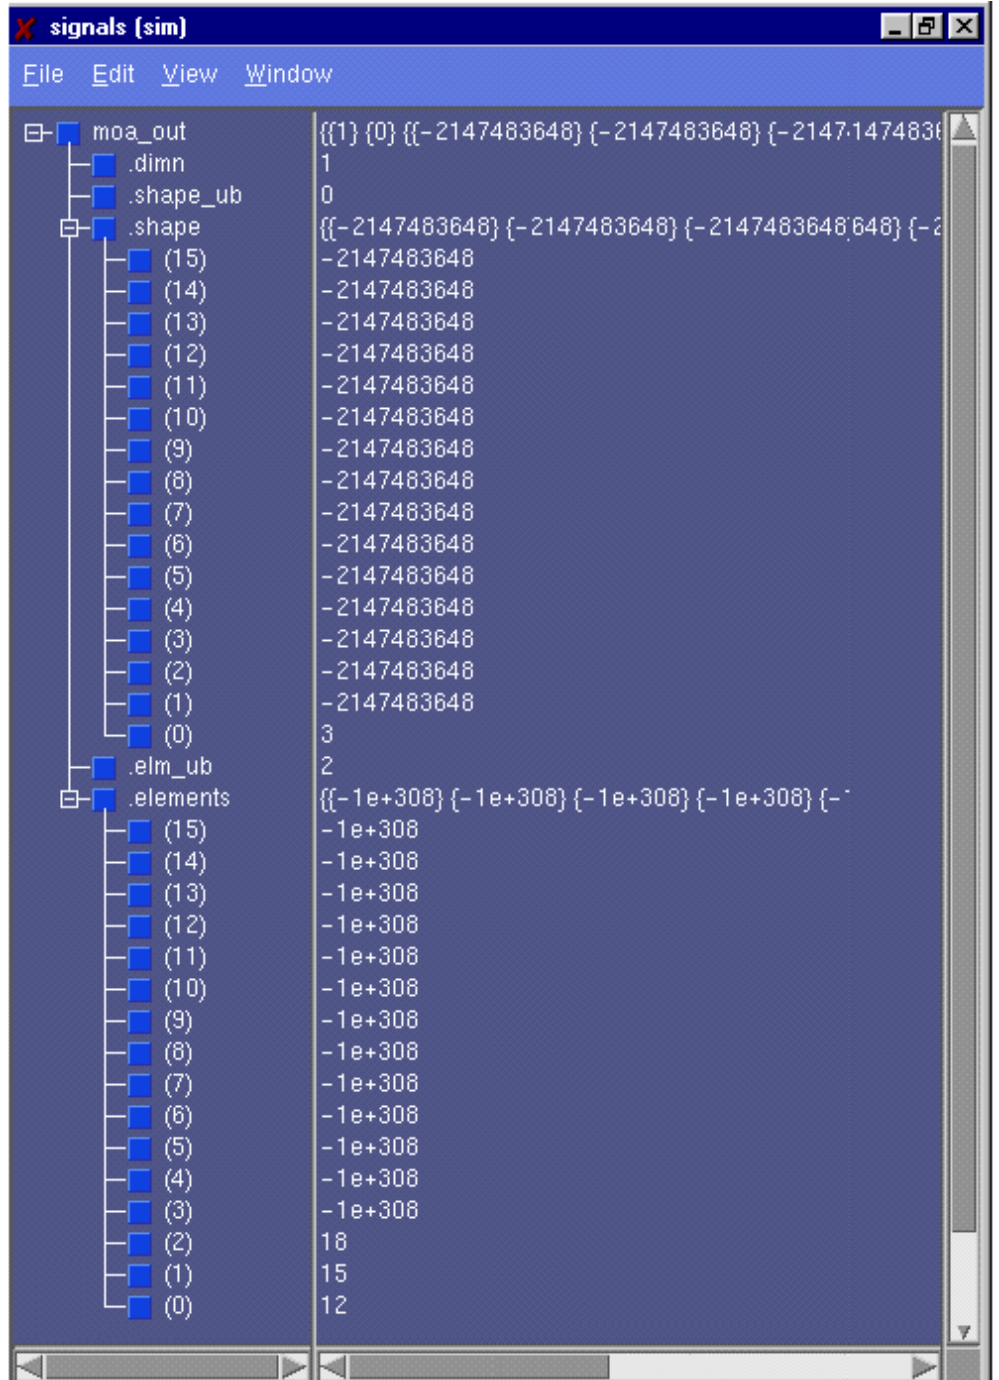 signals (sim)
File Edit View Window
moa_out {{1} {0} {{-2147483648} {-2147483648} {-2147
.dimn 1
.shape_ub 0
.shape {{-2147483648} {-2147483648} {-2147483648
(15) -2147483648
(14) -2147483648
(13) -2147483648
(12) -2147483648
(11) -2147483648
(10) -2147483648
(9) -2147483648
(8) -2147483648
(7) -2147483648
(6) -2147483648
(5) -2147483648
(4) -2147483648
(3) -2147483648
(2) -2147483648
(1) -2147483648
(0) 3
.elm_ub 2
.elements {{-1e+308} {-1e+308} {-1e+308} {-1e+308} {-
(15) -1e+308
(14) -1e+308
(13) -1e+308
(12) -1e+308
(11) -1e+308
(10) -1e+308
(9) -1e+308
(8) -1e+308
(7) -1e+308
(6) -1e+308
(5) -1e+308
(4) -1e+308
(3) -1e+308
(2) 18
(1) 15
(0) 12